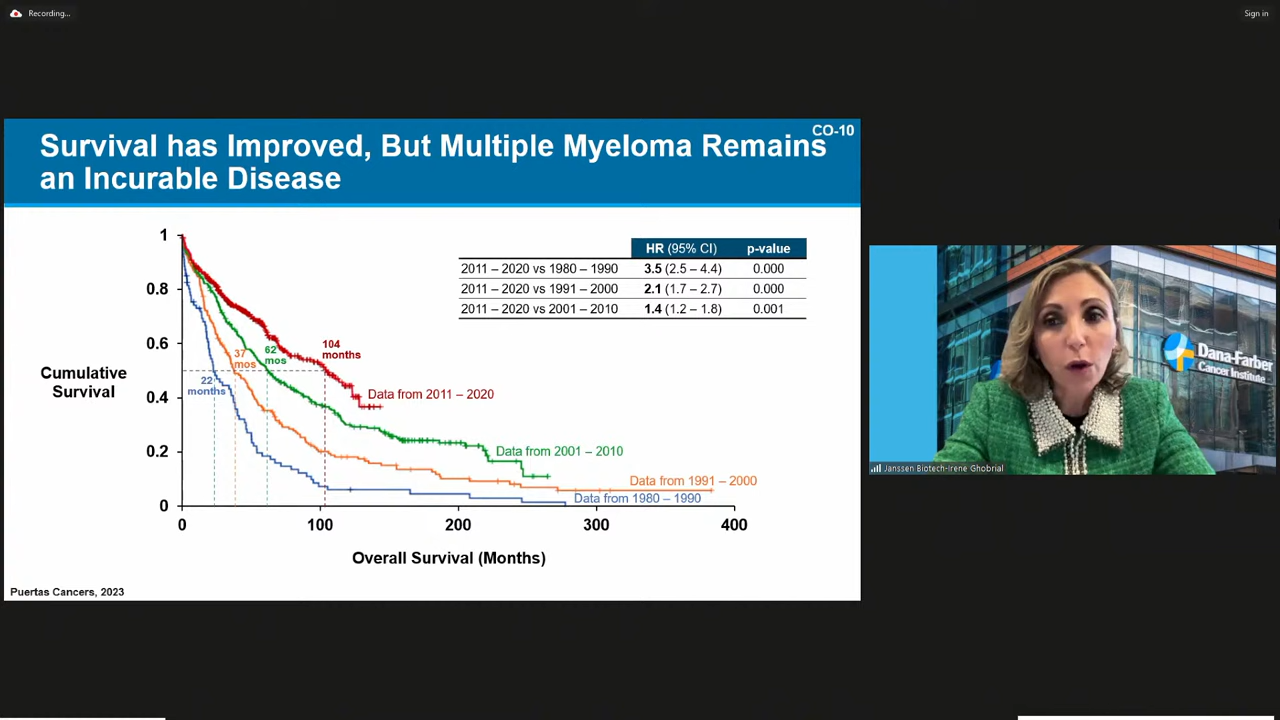 Recording...
Sign in
CO-10
Survival has Improved, But Multiple Myeloma Remains
an Incurable Disease
HR (95% CI) p-value
2011 – 2020 vs 1980 – 1990 3.5 (2.5 – 4.4) 0.000
2011 – 2020 vs 1991 – 2000 2.1 (1.7 – 2.7) 0.000
2011 – 2020 vs 2001 – 2010 1.4 (1.2 – 1.8) 0.001
1
0.8
0.6
0.4
0.2
0
Cumulative
Survival
22
months
37
mos
62
mos
104
months
Data from 2011 – 2020
Data from 2001 – 2010
Data from 1991 – 2000
Data from 1980 – 1990
0 100 200 300 400
Overall Survival (Months)
Puertas Cancers, 2023
Dana-Farber
Cancer Institute
Janssen Biotech-Irene Ghobrial